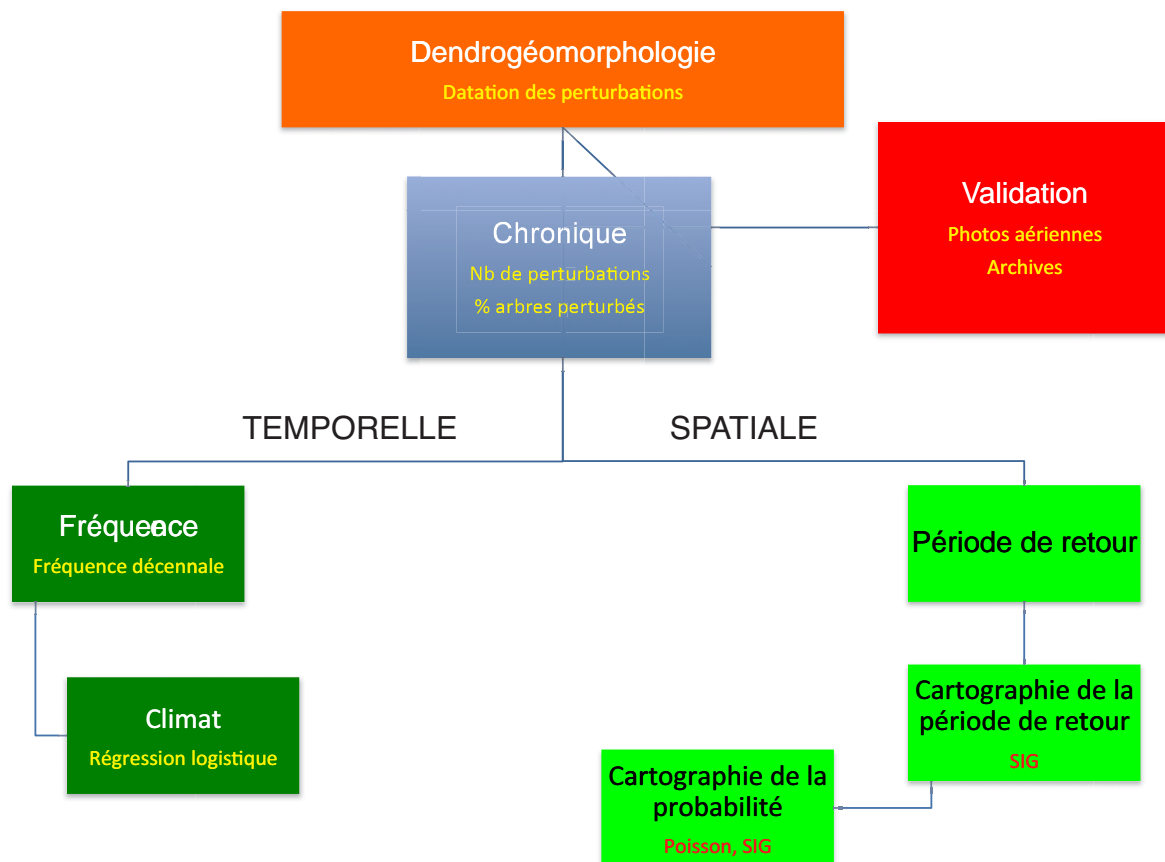 Dendrogéomorphologie
Datation des perturbations
Validation
Photos aériennes
Archives
Chronique
Nb de perturbations
% arbres perturbés
TEMPORELLE
SPATIALE
Fréquence
Fréquence décennale
Période de retour
Climat
Régression logistique
Cartographie de la
période de retour
SIG
Cartographie de la
probabilité
Poisson, SIG